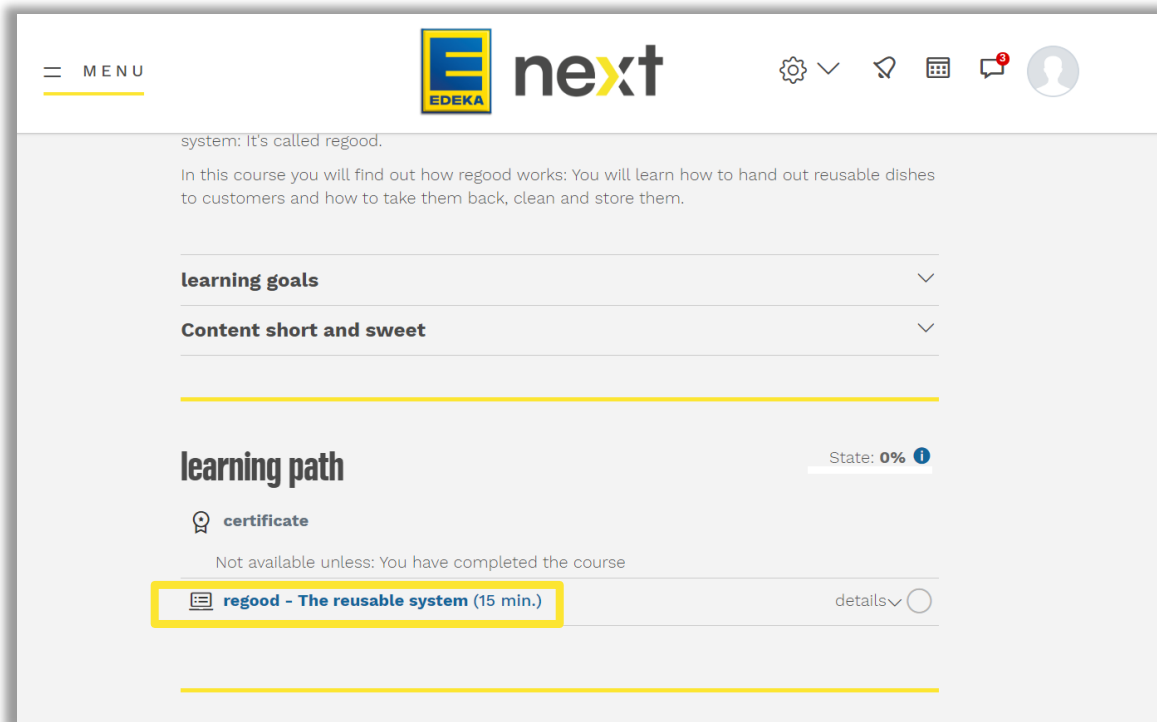 MENU
EDEKA
next
3
system: It's called regood.
In this course you will find out how regood works: You will learn how to hand out reusable dishes
to customers and how to take them back, clean and store them.
learning goals
Content short and sweet
learning path
State: 0% i
certificate
Not available unless: You have completed the course
regood - The reusable system (15 min.)
details